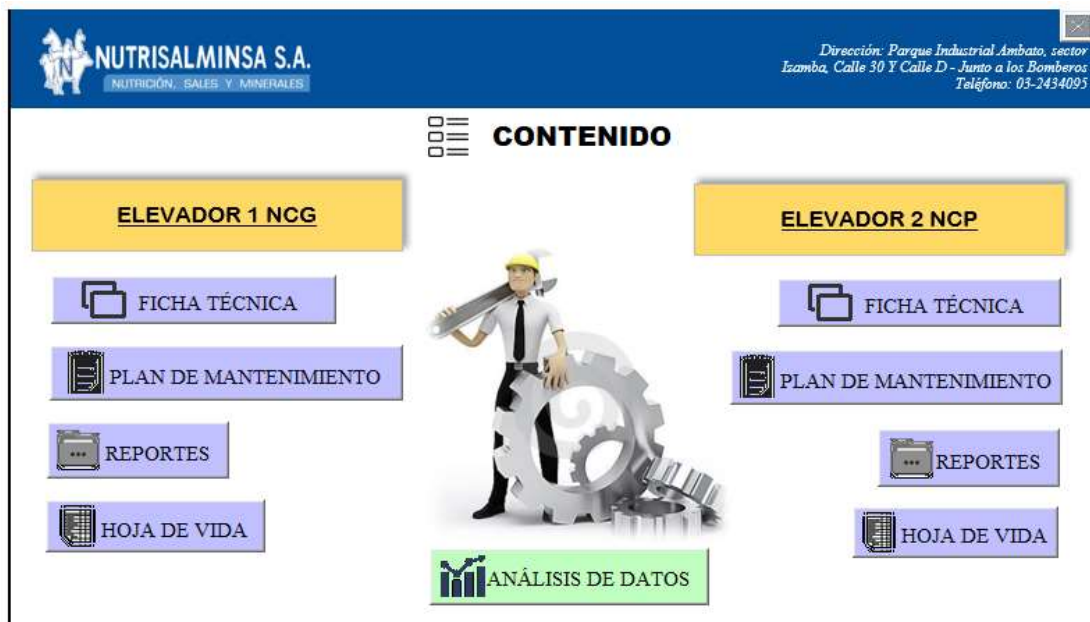 NUTRISALMINSA S.A.
NUTRICIÓN, SALES Y MINERALES
Dirección: Parque Industrial Ambato, sector
Izamba, Calle 30 Y Calle D - Junto a los Bomberos
Teléfono: 03-2434095
CONTENIDO
ELEVADOR 1 NCG
FICHA TÉCNICA
PLAN DE MANTENIMIENTO
REPORTES
HOJA DE VIDA
ELEVADOR 2 NCP
FICHA TÉCNICA
PLAN DE MANTENIMIENTO
REPORTES
HOJA DE VIDA
ANÁLISIS DE DATOS